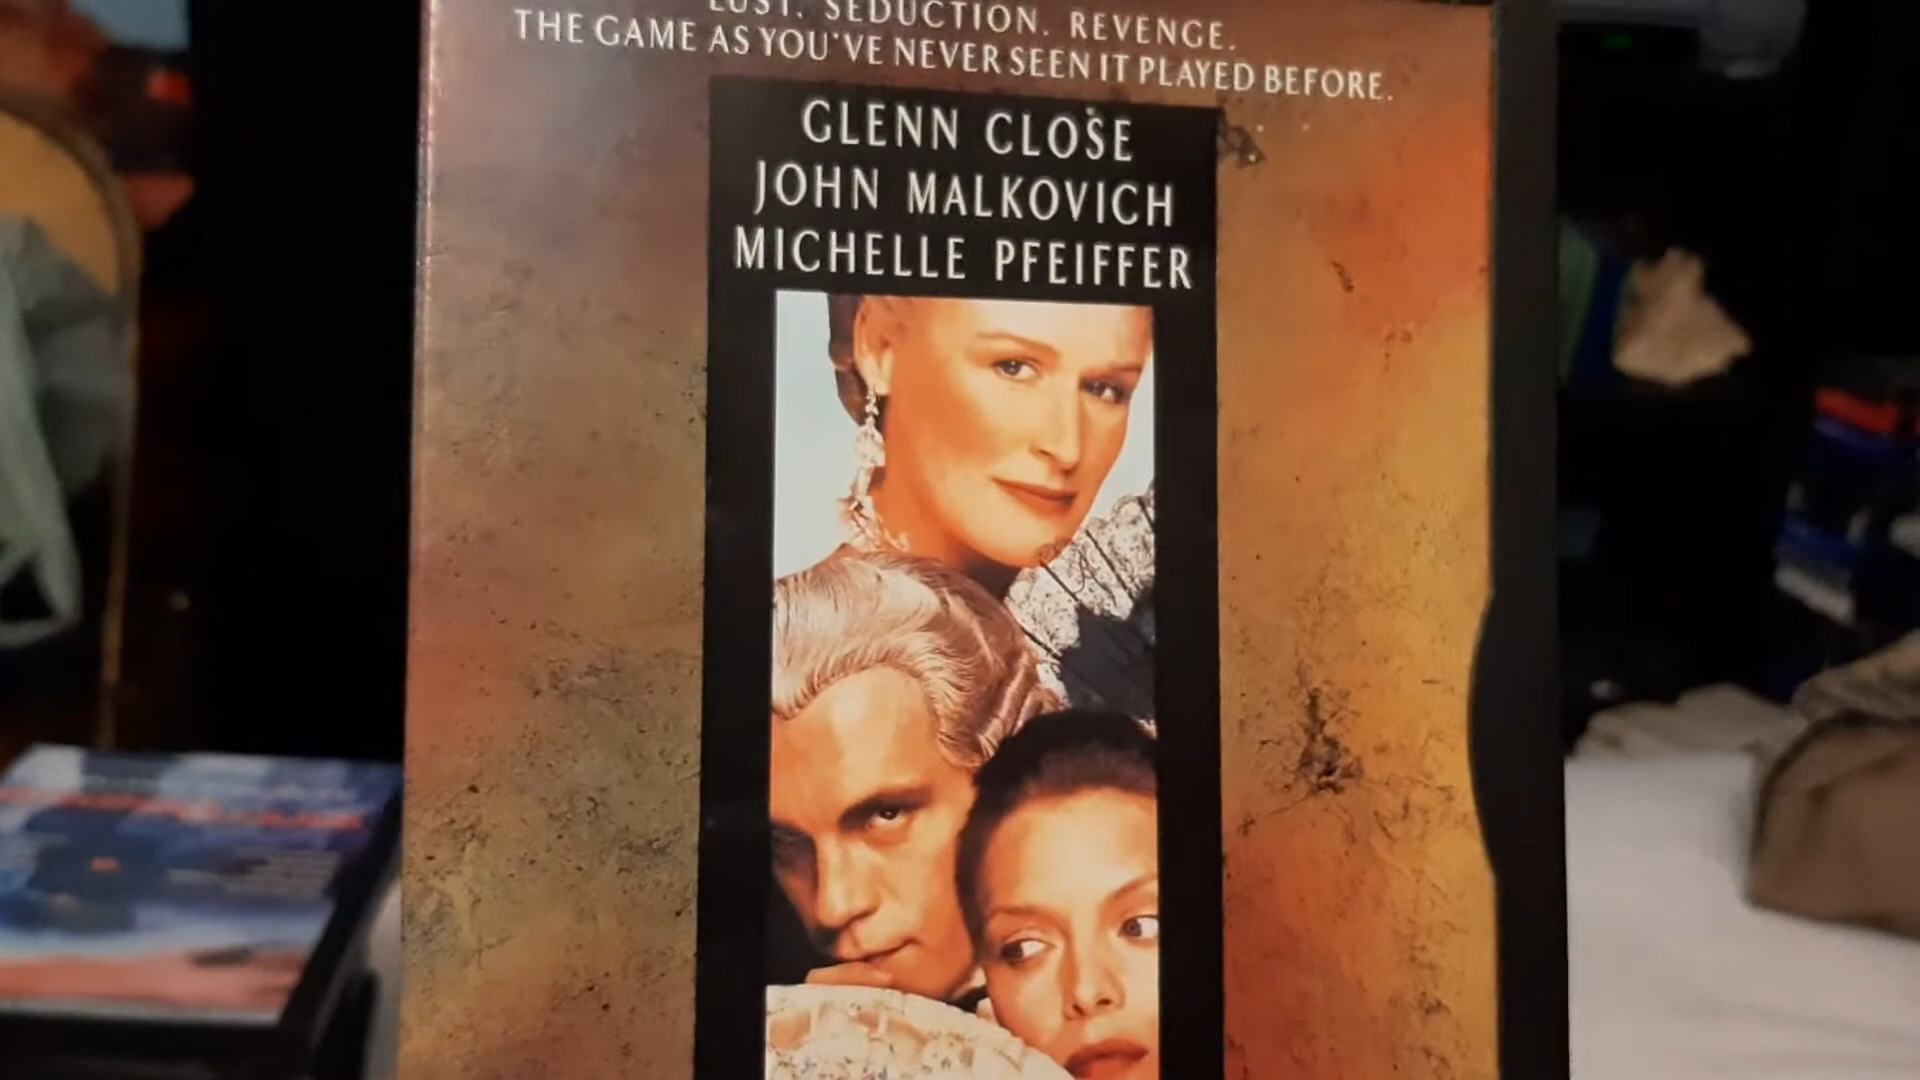 LUST. SEDUCTION. REVENGE.
THE GAME AS YOU'VE NEVER SEEN IT PLAYED BEFORE.
GLENN CLOSE
JOHN MALKOVICH
MICHELLE PFEIFFER